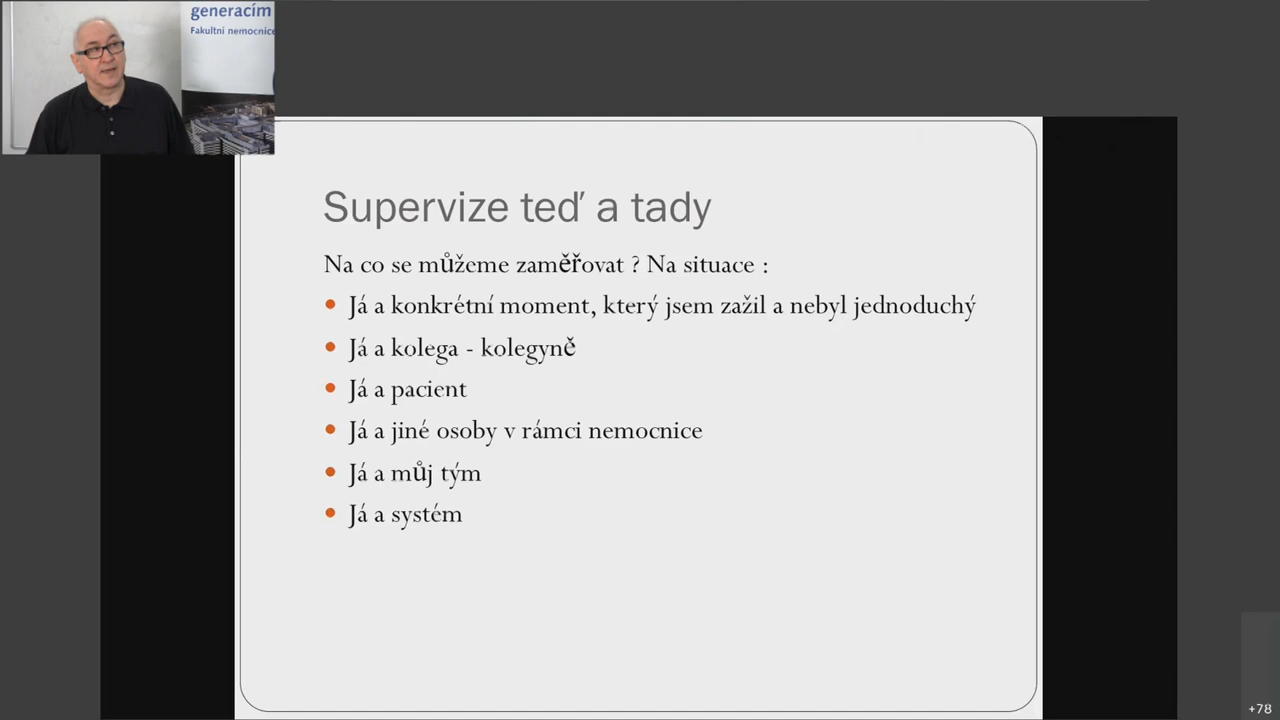 generacím
Fakultní nemocnice
Supervize teď a tady
Na co se můžeme zaměřovat ? Na situace :
Já a konkrétní moment, který jsem zažil a nebyl jednoduchý
Já a kolega - kolegyně
Já a pacient
Já a jiné osoby v rámci nemocnice
Já a můj tým
Já a systém
+78